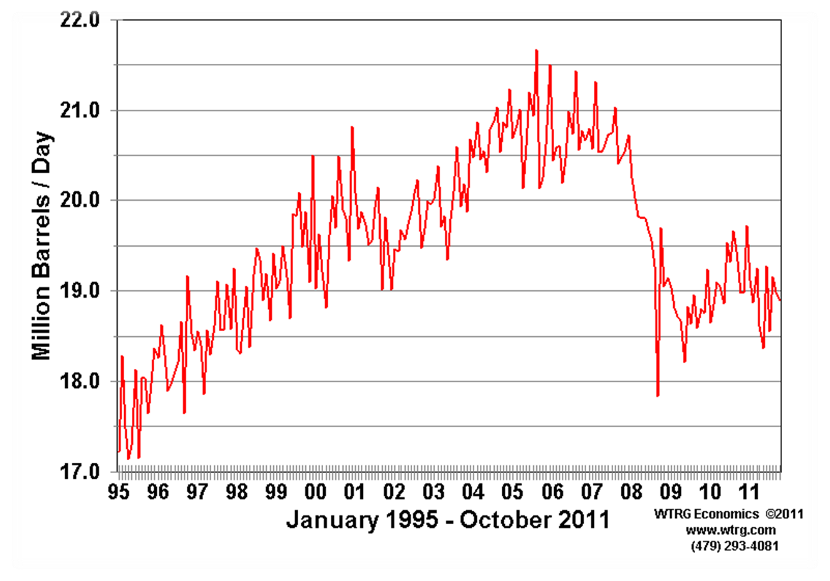 22.0
21.0
20.0
19.0
18.0
17.0
Million Barrels / Day
95 96 97 98 99 00 01 02 03 04 05 06 07 08 09 10 11
January 1995 - October 2011
WTRG Economics ©2011
www.wtrg.com
(479) 293-4081